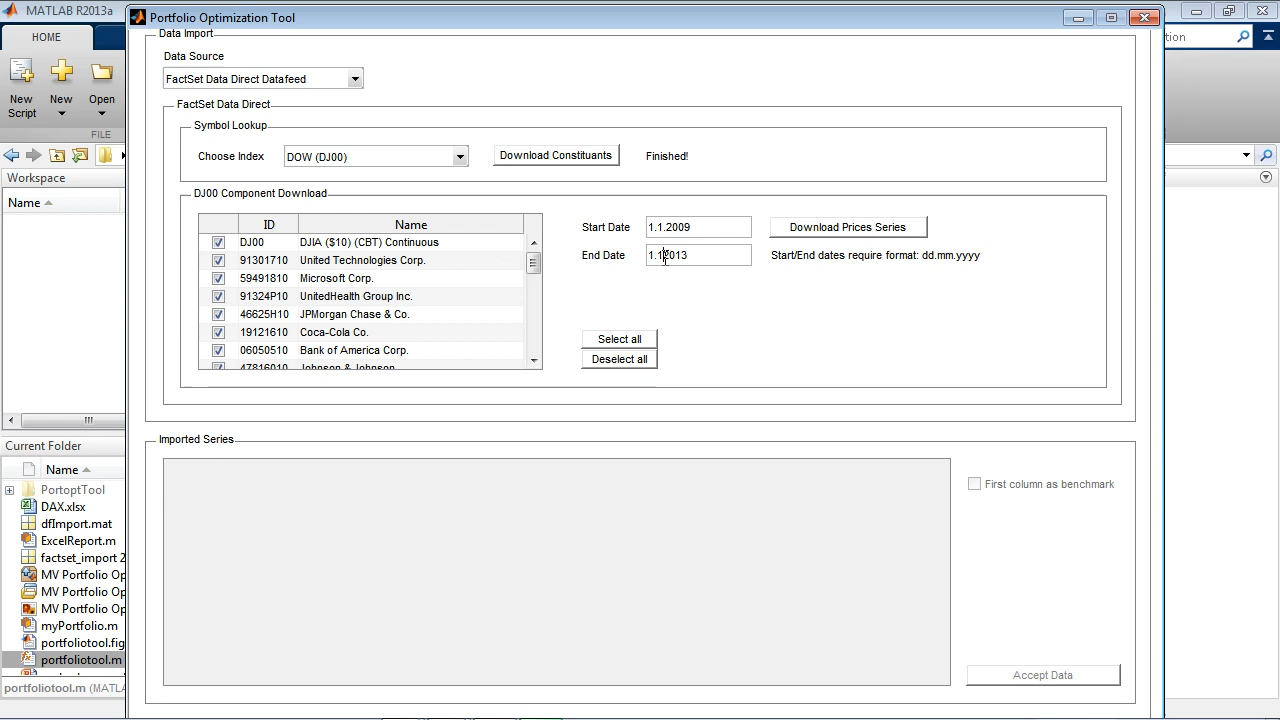 MATLAB R2013a
Portfolio Optimization Tool
HOME
New Script
New
Open
FILE
Workspace
Name
Current Folder
Name
PortoptTool
DAX.xlsx
dfImport.mat
ExcelReport.m
factset_import 2
MV Portfolio Op
MV Portfolio Op
MV Portfolio Op
myPortfolio.m
portfoliotool.fig
portfoliotool.m
portfoliotool.m (MATLA
Data Import
Data Source
FactSet Data Direct Datafeed
FactSet Data Direct
Symbol Lookup
Choose Index
DOW (DJ00)
Download Constituants
Finished!
DJ00 Component Download
ID Name
DJ00 DJIA ($10) (CBT) Continuous
91301710 United Technologies Corp.
59491810 Microsoft Corp.
91324P10 UnitedHealth Group Inc.
46625H10 JPMorgan Chase & Co.
19121610 Coca-Cola Co.
06050510 Bank of America Corp.
47816010 Johnson & Johnson
Start Date 1.1.2009 Download Prices Series
End Date 1.1.2013 Start/End dates require format: dd.mm.yyyy
Select all
Deselect all
Imported Series
First column as benchmark
Accept Data
tion